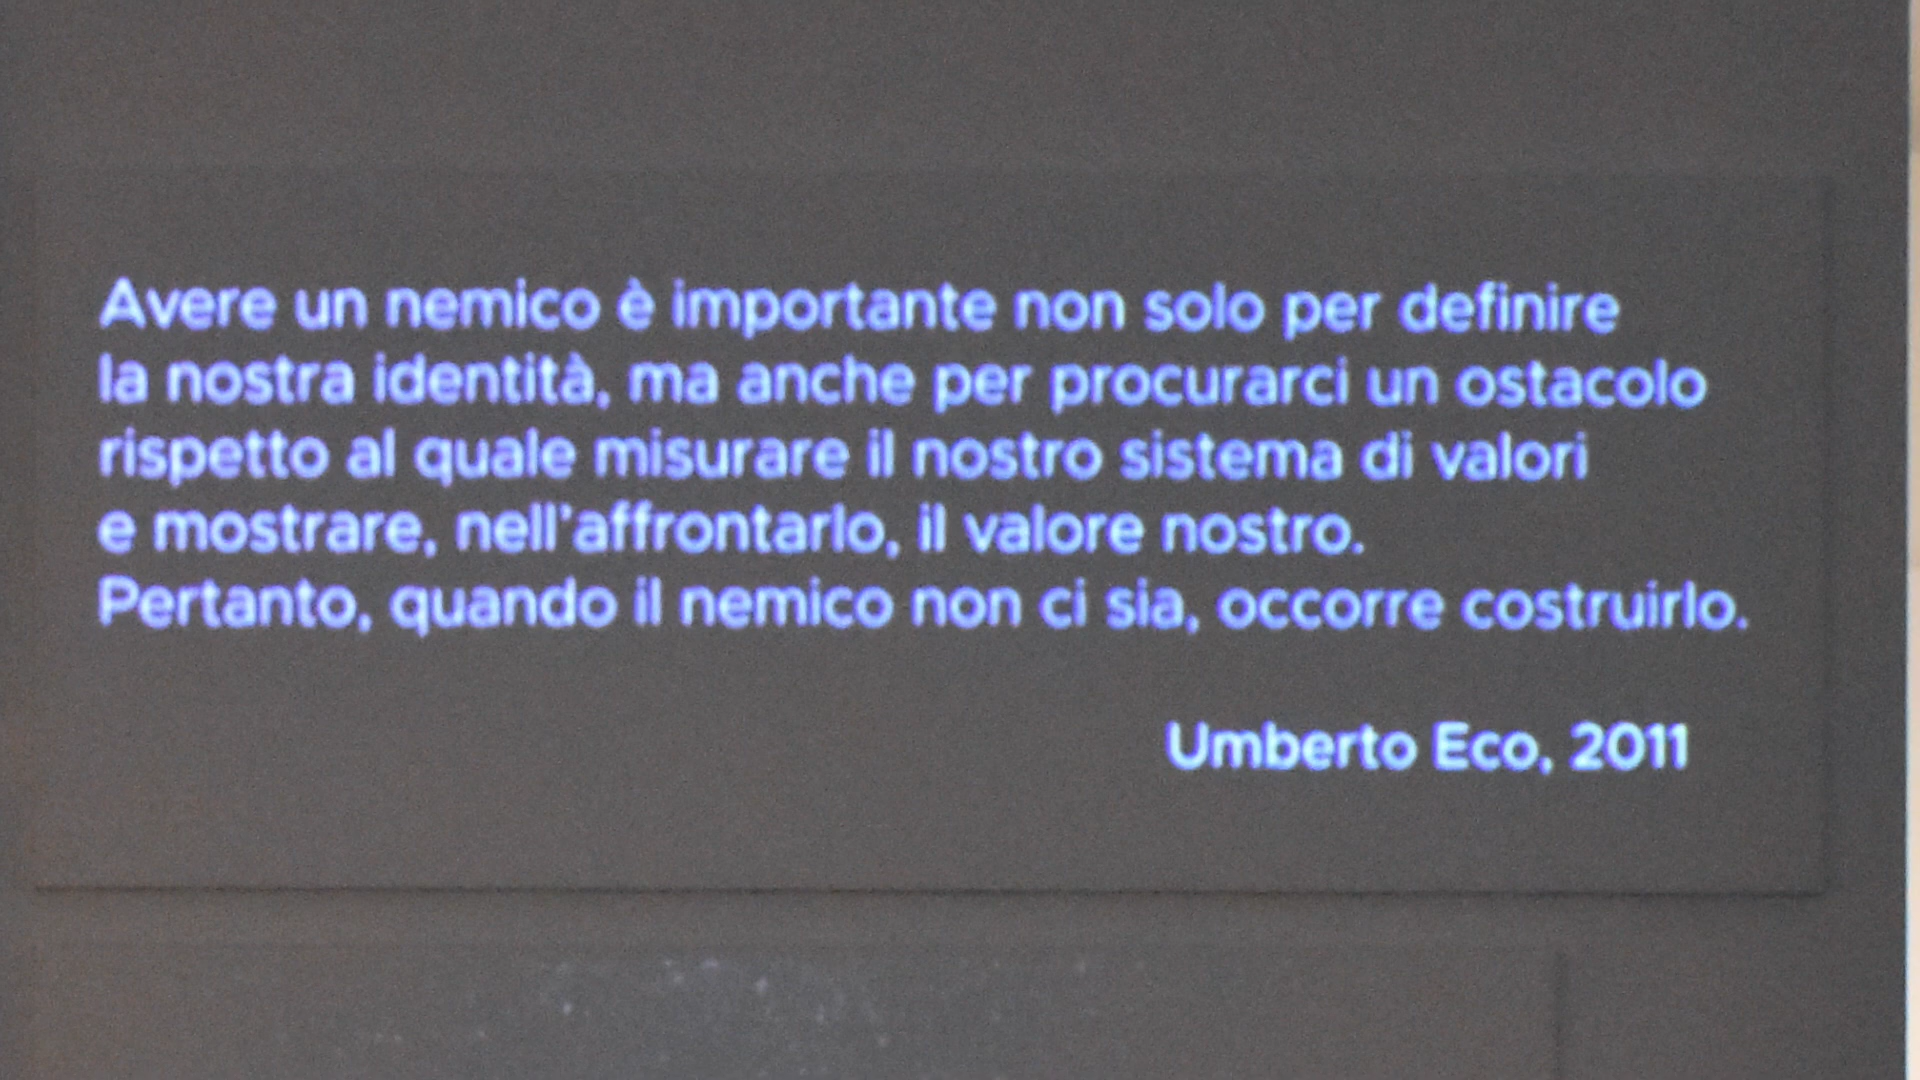 Avere un nemico è importante non solo per definire
la nostra identità, ma anche per procurarci un ostacolo
rispetto al quale misurare il nostro sistema di valori
e mostrare, nell'affrontarlo, il valore nostro.
Pertanto, quando il nemico non ci sia, occorre costruirlo.
Umberto Eco, 2011